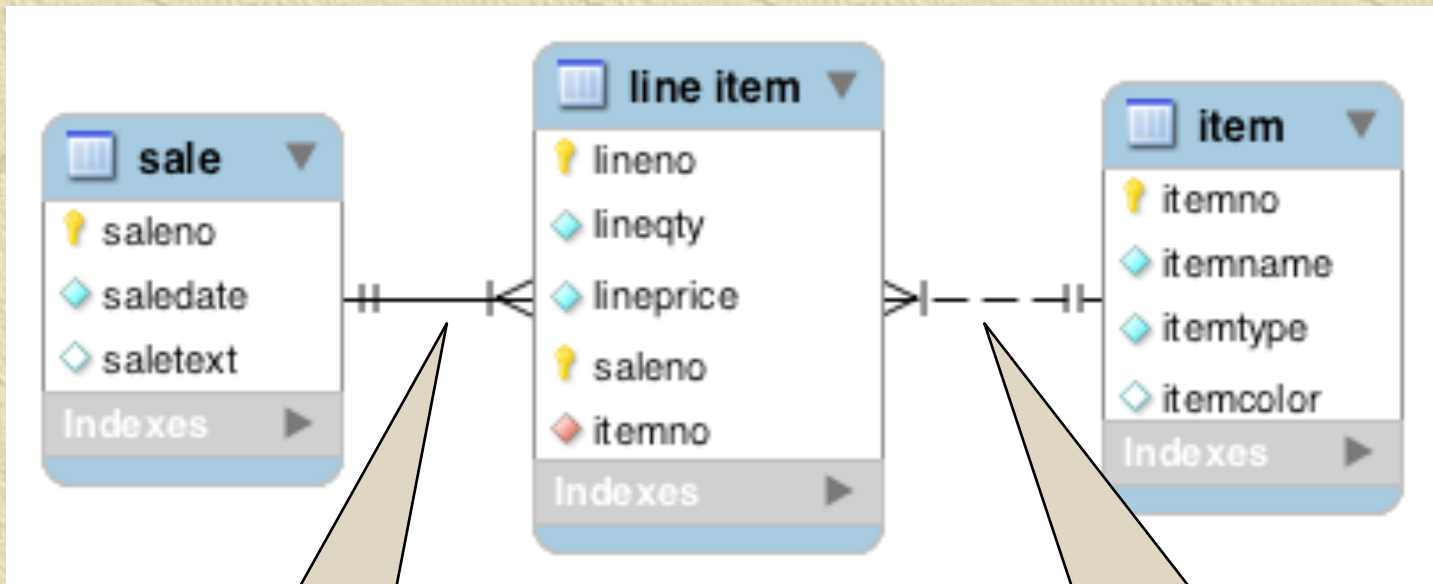 sale
saleno
saledate
saletext
Indexes
line item
lineno
lineqty
lineprice
saleno
itemno
Indexes
item
itemno
itemname
itemtype
itemcolor
Indexes